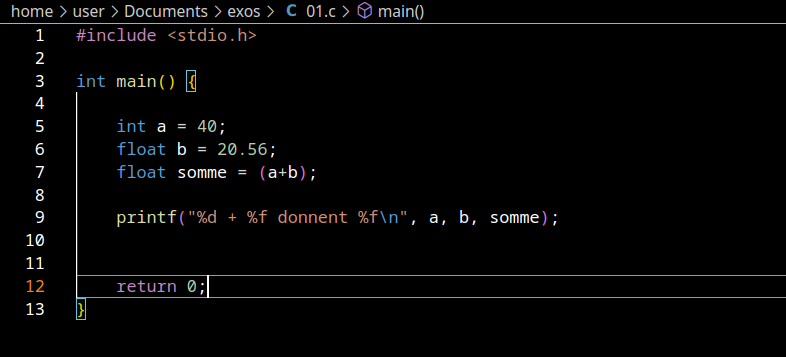 home > user > Documents > exos > C 01.c > main()
1 #include <stdio.h>
2
3 int main() {
4
5 int a = 40;
6 float b = 20.56;
7 float somme = (a+b);
8
9 printf("%d + %f donnent %f\n", a, b, somme);
10
11
12 return 0;
13 }